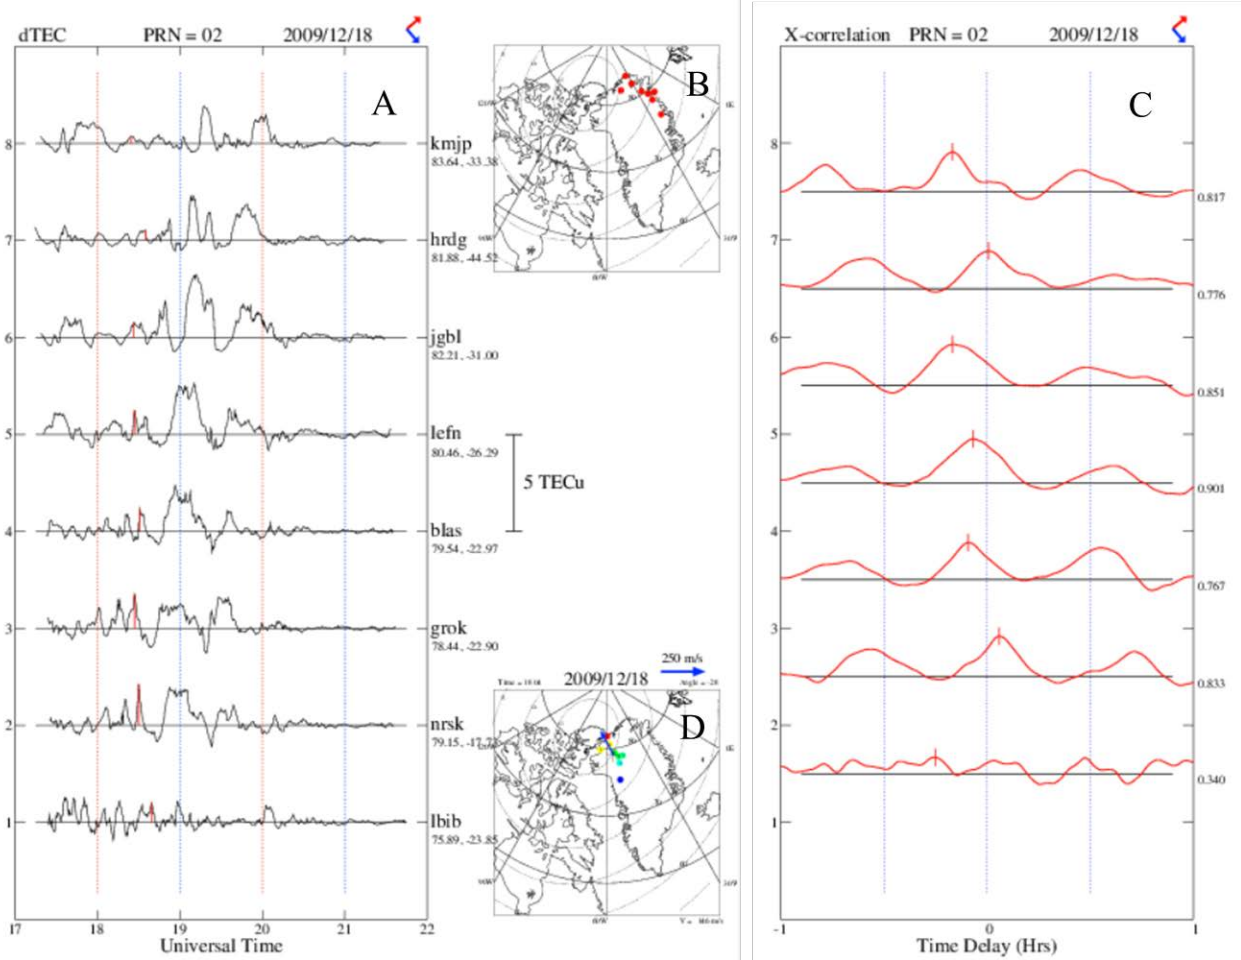 dTEC PRN = 02 2009/12/18
A
8
kmjp
83.64, -33.38
7
hrdg
81.88, -44.52
6
jgbl
82.21, -31.00
5
lefn
80.46, -26.29
4
blas
79.54, -22.97
3
grok
78.44, -22.90
2
nrsk
1
lbib
75.89, -23.85
17 18 19 20 21 22
Universal Time
B
5 TECu
250 m/s
2009/12/18
D
X-correlation PRN = 02 2009/12/18
C
8
0.817
7
0.776
6
0.851
5
0.901
4
0.767
3
0.833
2
0.340
1
-1 0 1
Time Delay (Hrs)